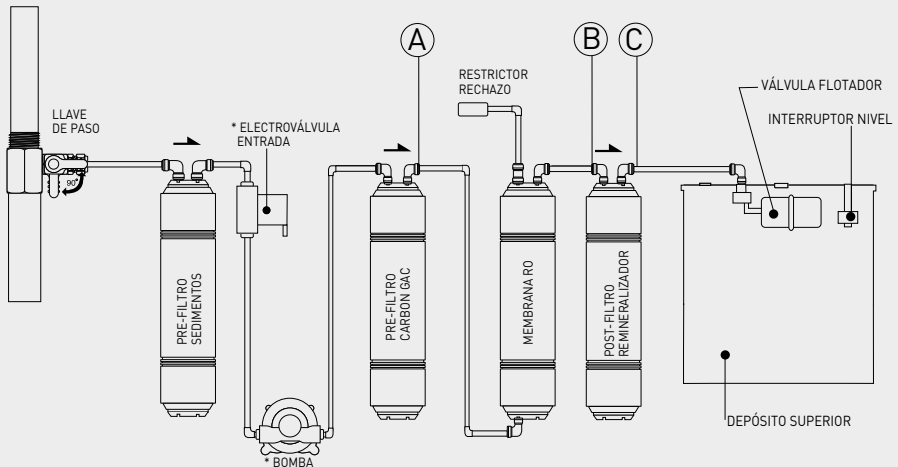 A
B
C
RESTRICTOR
RECHAZO
VÁLVULA FLOTADOR
LLAVE
DE PASO
* ELECTROVÁLVULA
ENTRADA
INTERRUPTOR NIVEL
90°
PRE-FILTRO
SEDIMENTOS
PRE-FILTRO
CARBON GAC
MEMBRANA RO
POST-FILTRO
REMINERALIZADOR
DEPÓSITO SUPERIOR
* BOMBA